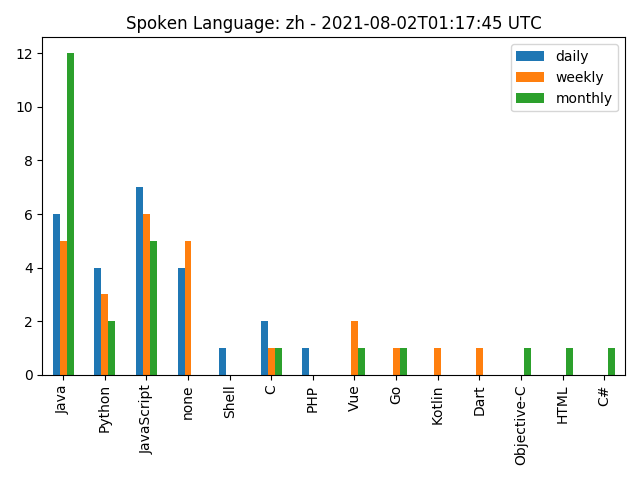 Spoken Language: zh - 2021-08-02T01:17:45 UTC
daily
weekly
monthly
12
10
8
6
4
2
0
Java
Python
JavaScript
none
Shell
C
PHP
Vue
Go
Kotlin
Dart
Objective-C
HTML
C#